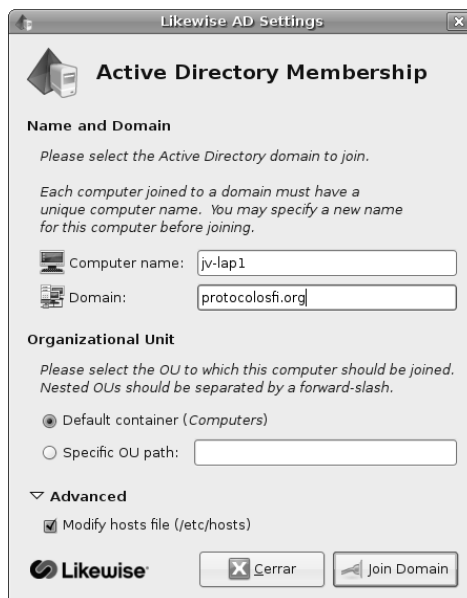 Likewise AD Settings
Active Directory Membership
Name and Domain
Please select the Active Directory domain to join.
Each computer joined to a domain must have a
unique computer name. You may specify a new name
for this computer before joining.
Computer name: jv-lap1
Domain: protocolosfi.org
Organizational Unit
Please select the OU to which this computer should be joined.
Nested OUs should be separated by a forward-slash.
Default container (Computers)
Specific OU path:
Advanced
Modify hosts file (/etc/hosts)
Likewise Cerrar Join Domain